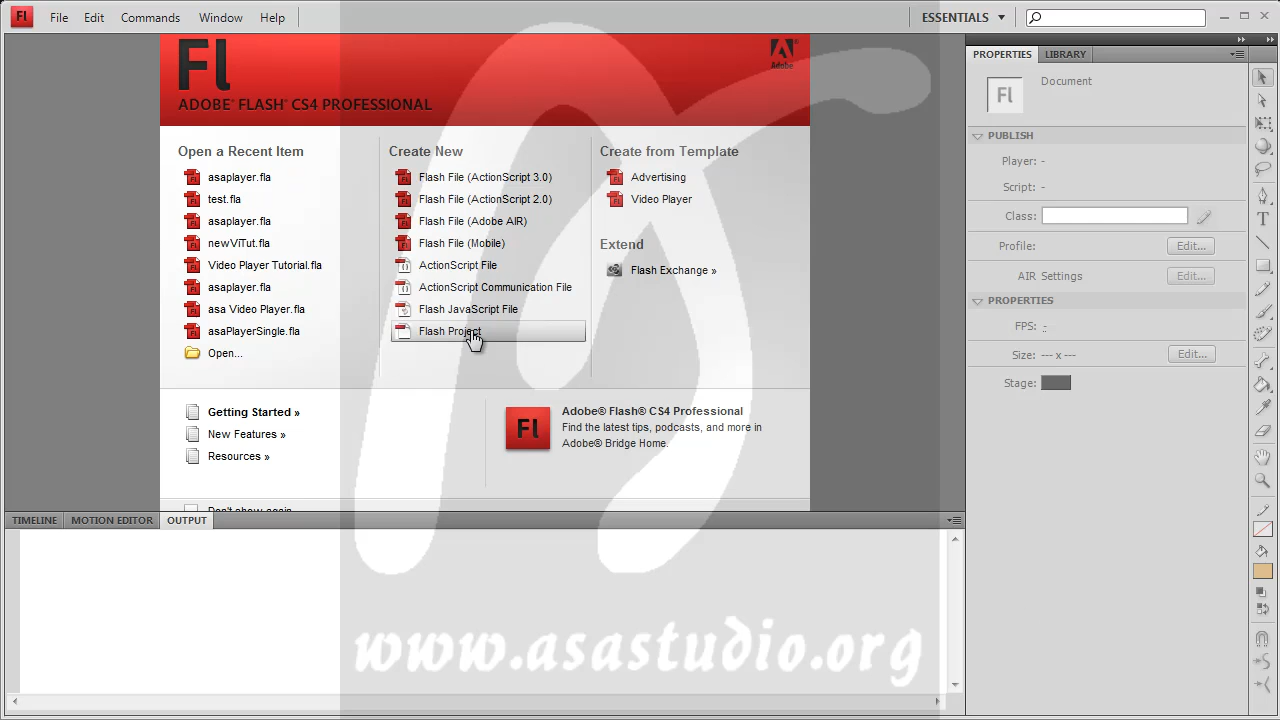 Fl File Edit Commands Window Help ESSENTIALS
Fl
Adobe
ADOBE® FLASH® CS4 PROFESSIONAL
Open a Recent Item
asaplayer.fla
test.fla
asaplayer.fla
newViTut.fla
Video Player Tutorial.fla
asaplayer.fla
asa Video Player.fla
asaPlayerSingle.fla
Open...
Create New
Flash File (ActionScript 3.0)
Flash File (ActionScript 2.0)
Flash File (Adobe AIR)
Flash File (Mobile)
ActionScript File
ActionScript Communication File
Flash JavaScript File
Flash Project
Create from Template
Advertising
Video Player
Extend
Flash Exchange »
Getting Started »
New Features »
Resources »
Fl
Adobe® Flash® CS4 Professional
Find the latest tips, podcasts, and more in
Adobe® Bridge Home.
Don't show again
TIMELINE MOTION EDITOR OUTPUT
www.asastudio.org
PROPERTIES LIBRARY
Fl
Document
PUBLISH
Player: -
Script: -
Class:
Profile: Edit...
AIR Settings Edit...
PROPERTIES
FPS: -
Size: --- x --- Edit...
Stage:
T